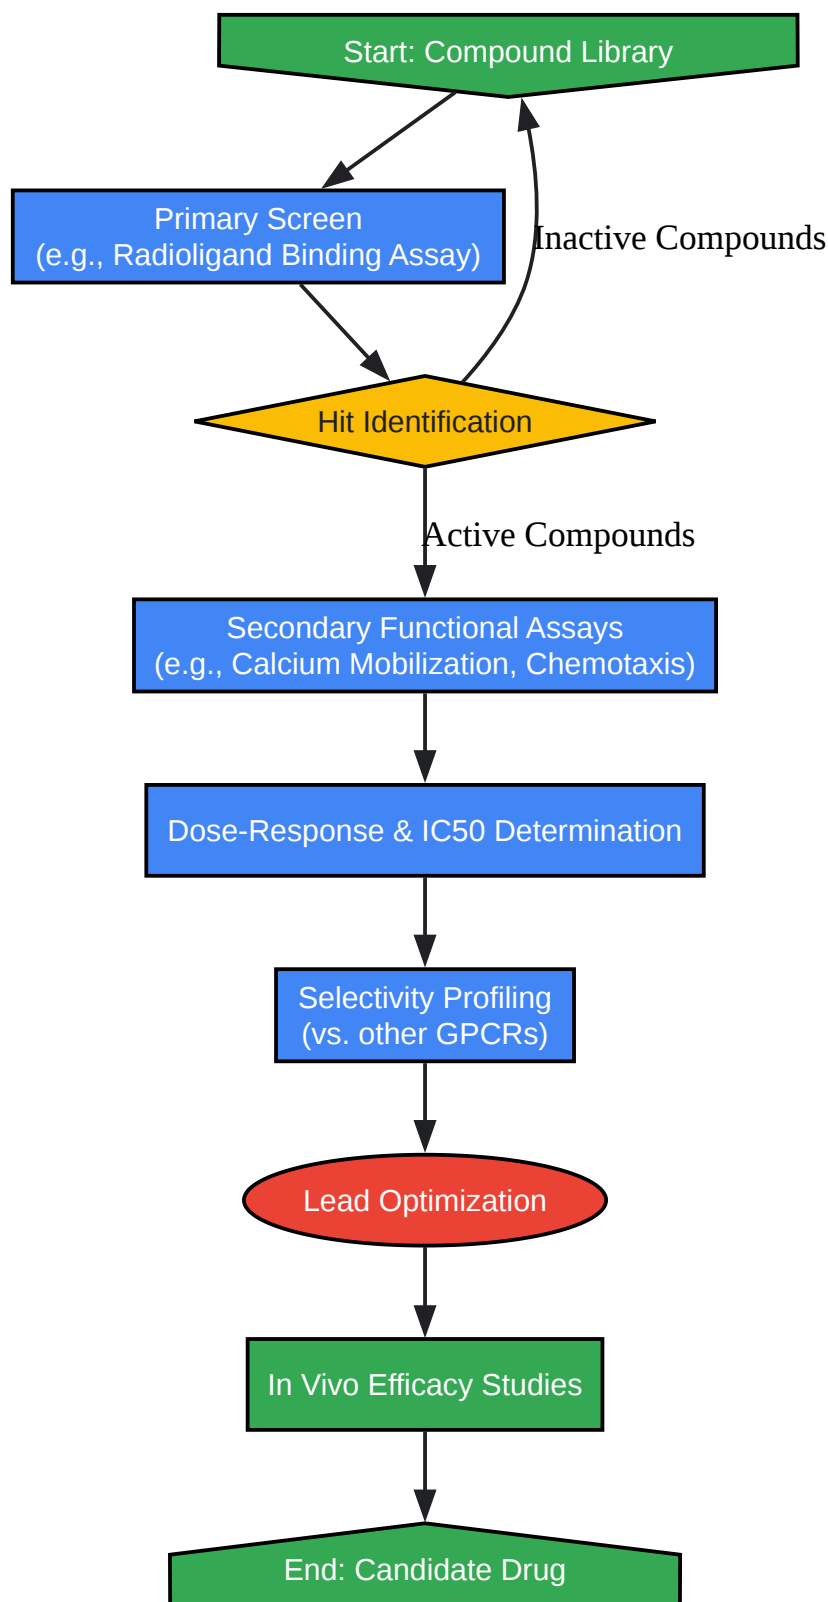 Start: Compound Library
Primary Screen
(e.g., Radioligand Binding Assay)
Inactive Compounds
Hit Identification
Active Compounds
Secondary Functional Assays
(e.g., Calcium Mobilization, Chemotaxis)
Dose-Response & IC50 Determination
Selectivity Profiling
(vs. other GPCRs)
Lead Optimization
In Vivo Efficacy Studies
End: Candidate Drug